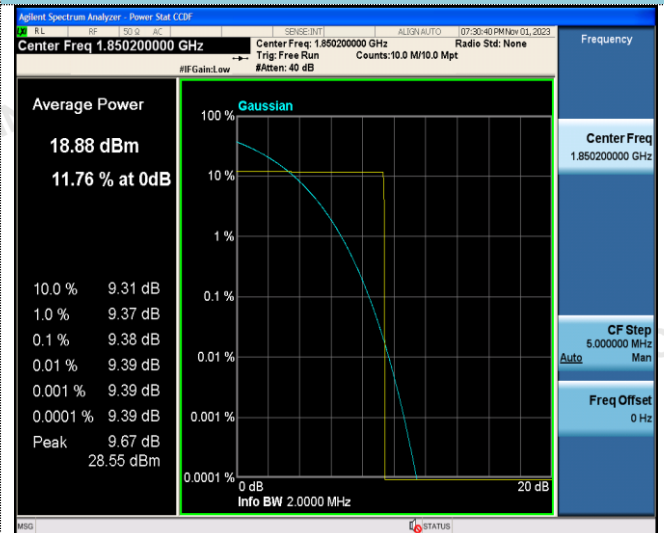 Agilent Spectrum Analyzer - Power Stat CCDF
RL RF 50 Ω AC SENSE:INT ALIGN AUTO 07:30:40 PM Nov 01, 2023
Center Freq 1.850200000 GHz
Center Freq: 1.850200000 GHz Radio Std: None
Trig: Free Run Counts:10.0 M/10.0 Mpt
#IFGain:Low #Atten: 40 dB
Frequency
Average Power
18.88 dBm
11.76 % at 0dB
10.0 % 9.31 dB
1.0 % 9.37 dB
0.1 % 9.38 dB
0.01 % 9.39 dB
0.001 % 9.39 dB
0.0001 % 9.39 dB
Peak 9.67 dB
28.55 dBm
Gaussian
100 %
10 %
1 %
0.1 %
0.01 %
0.001 %
0.0001 %
0 dB 20 dB
Info BW 2.0000 MHz
Center Freq
1.850200000 GHz
CF Step
5.000000 MHz
Auto Man
Freq Offset
0 Hz
MSG STATUS